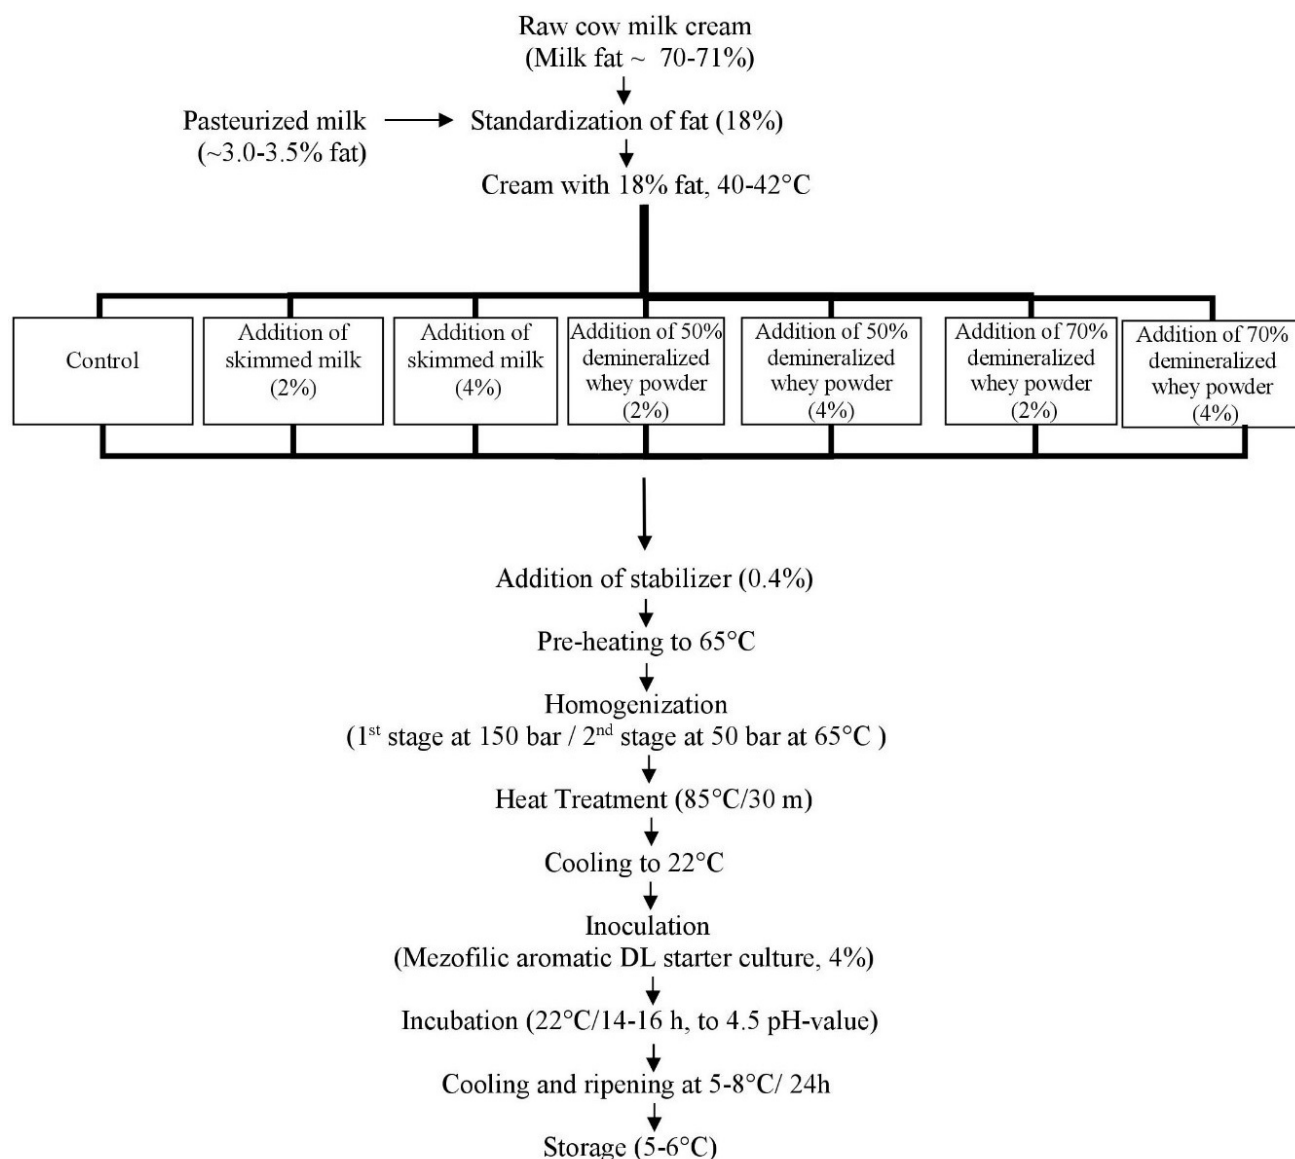 Raw cow milk cream
(Milk fat ~ 70-71%)
Pasteurized milk
(~3.0-3.5% fat)
Standardization of fat (18%)
Cream with 18% fat, 40-42°C
Control
Addition of
skimmed milk
(2%)
Addition of
skimmed milk
(4%)
Addition of 50%
demineralized
whey powder
(2%)
Addition of 50%
demineralized
whey powder
(4%)
Addition of 70%
demineralized
whey powder
(2%)
Addition of 70%
demineralized
whey powder
(4%)
Addition of stabilizer (0.4%)
Pre-heating to 65°C
Homogenization
(1st stage at 150 bar / 2nd stage at 50 bar at 65°C )
Heat Treatment (85°C/30 m)
Cooling to 22°C
Inoculation
(Mezofilic aromatic DL starter culture, 4%)
Incubation (22°C/14-16 h, to 4.5 pH-value)
Cooling and ripening at 5-8°C/ 24h
Storage (5-6°C)